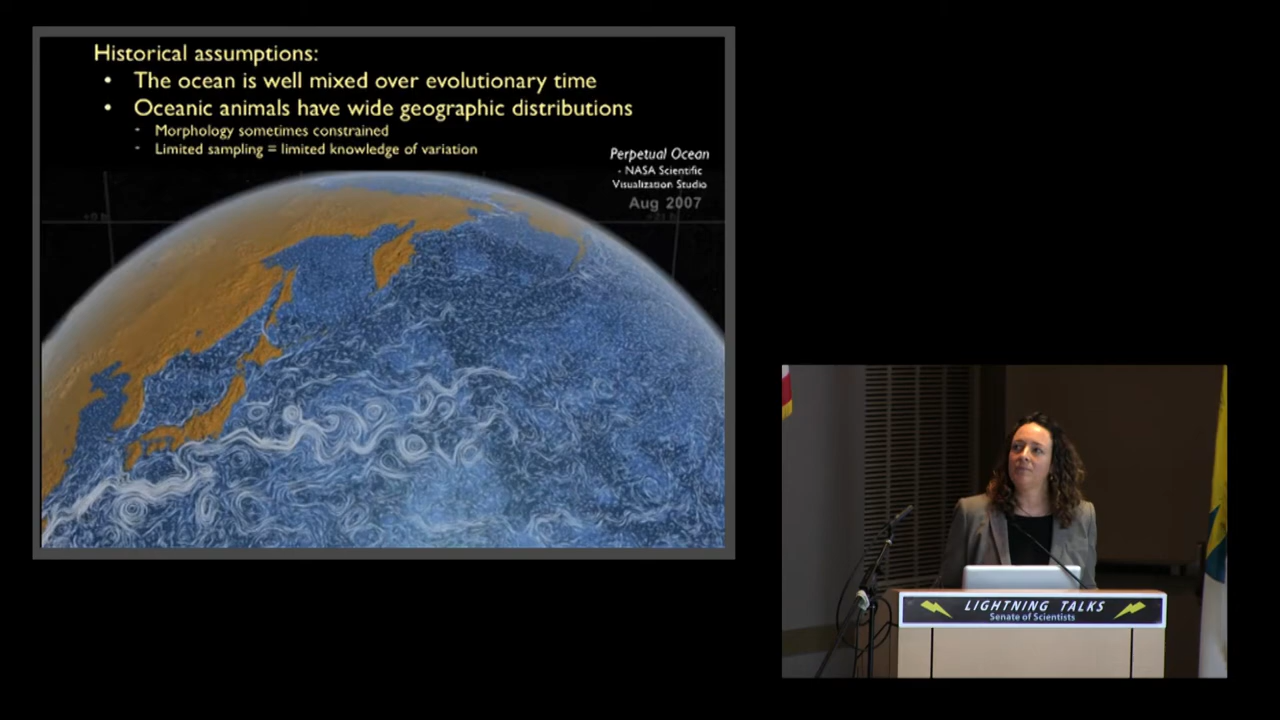 Historical assumptions:
• The ocean is well mixed over evolutionary time
• Oceanic animals have wide geographic distributions
- Morphology sometimes constrained
- Limited sampling = limited knowledge of variation
Perpetual Ocean
- NASA Scientific
Visualization Studio
Aug 2007
LIGHTNING TALKS
Senate of Scientists